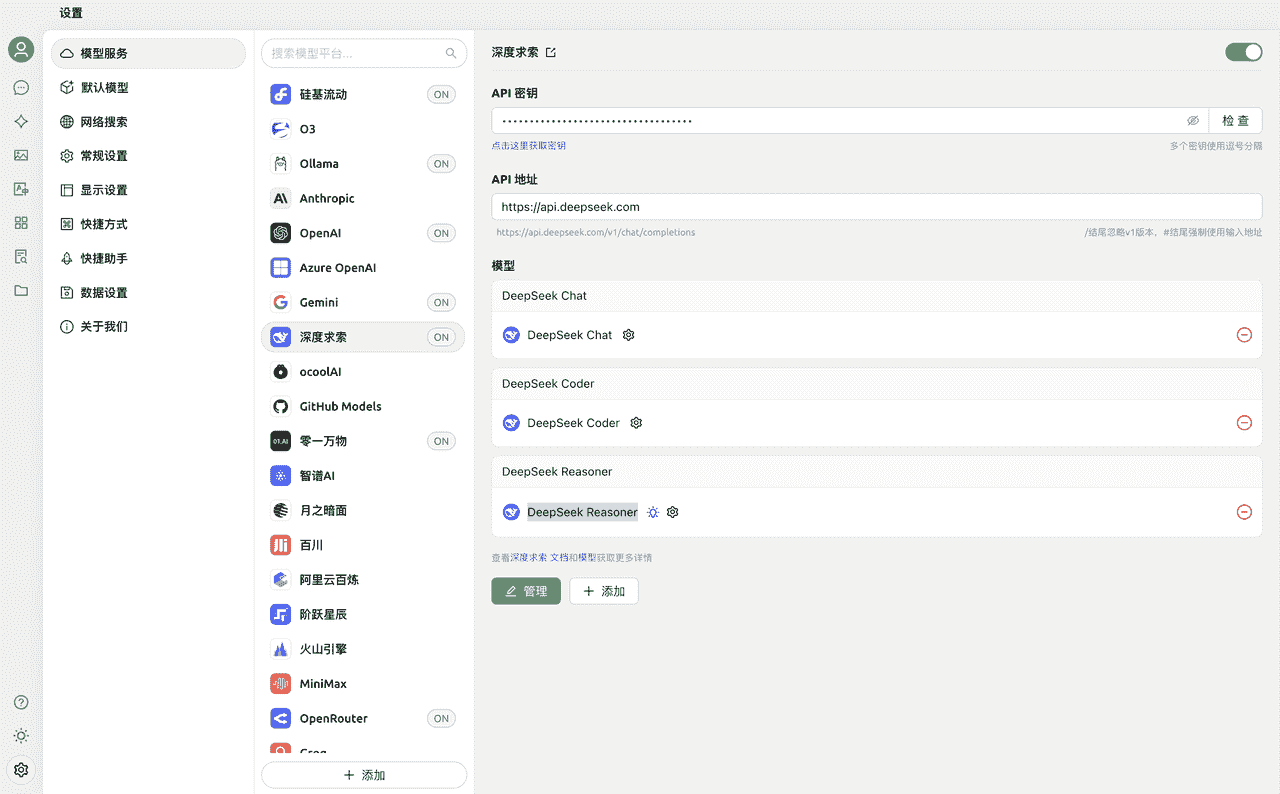 设置
模型服务
默认模型
网络搜索
常规设置
显示设置
快捷方式
快捷助手
数据设置
关于我们
搜索模型平台...
硅基流动 ON
O3
Ollama ON
Anthropic
OpenAI ON
Azure OpenAI
Gemini ON
深度求索 ON
ocoolAI
GitHub Models
零一万物 ON
智谱AI
月之暗面
百川
阿里云百炼
阶跃星辰
火山引擎
MiniMax
OpenRouter ON
Groq
添加
深度求索
API 密钥
检 查
点击这里获取密钥 多个密钥使用逗号分隔
API 地址
https://api.deepseek.com
https://api.deepseek.com/v1/chat/completions /结尾忽略v1版本，#结尾强制使用输入地址
模型
DeepSeek Chat
DeepSeek Chat
DeepSeek Coder
DeepSeek Coder
DeepSeek Reasoner
DeepSeek Reasoner
查看深度求索 文档和模型获取更多详情
管理 添加